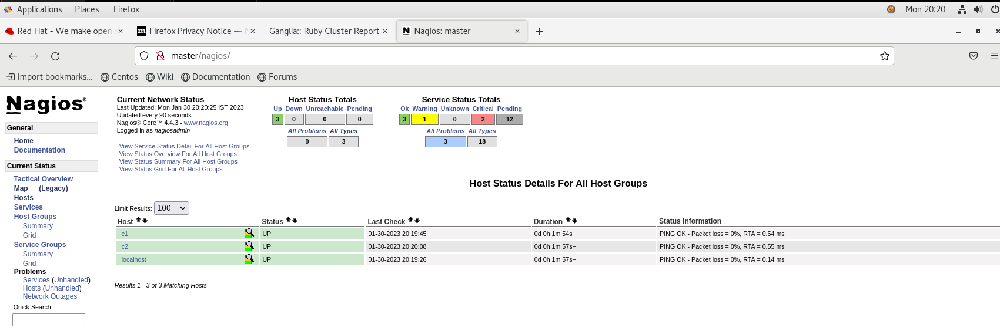 Applications Places Firefox Mon 20:20
Red Hat - We make open Firefox Privacy Notice — Ganglia:: Ruby Cluster Report Nagios: master
master/nagios/
Import bookmarks... Centos Wiki Documentation Forums
Nagios®
General
Home
Documentation
Current Status
Tactical Overview
Map (Legacy)
Hosts
Services
Host Groups
Summary
Grid
Service Groups
Summary
Grid
Problems
Services (Unhandled)
Hosts (Unhandled)
Network Outages
Quick Search:
Current Network Status
Last Updated: Mon Jan 30 20:20:25 IST 2023
Updated every 90 seconds
Nagios® Core™ 4.4.3 - www.nagios.org
Logged in as nagiosadmin
View Service Status Detail For All Host Groups
View Status Overview For All Host Groups
View Status Summary For All Host Groups
View Status Grid For All Host Groups
Host Status Totals
Up Down Unreachable Pending
3 0 0 0
All Problems All Types
0 3
Service Status Totals
Ok Warning Unknown Critical Pending
3 1 0 2 12
All Problems All Types
3 18
Host Status Details For All Host Groups
Limit Results: 100
Host Status Last Check Duration Status Information
c1 UP 01-30-2023 20:19:45 0d 0h 1m 54s PING OK - Packet loss = 0%, RTA = 0.54 ms
c2 UP 01-30-2023 20:20:08 0d 0h 1m 57s+ PING OK - Packet loss = 0%, RTA = 0.55 ms
localhost UP 01-30-2023 20:19:26 0d 0h 1m 57s+ PING OK - Packet loss = 0%, RTA = 0.14 ms
Results 1 - 3 of 3 Matching Hosts